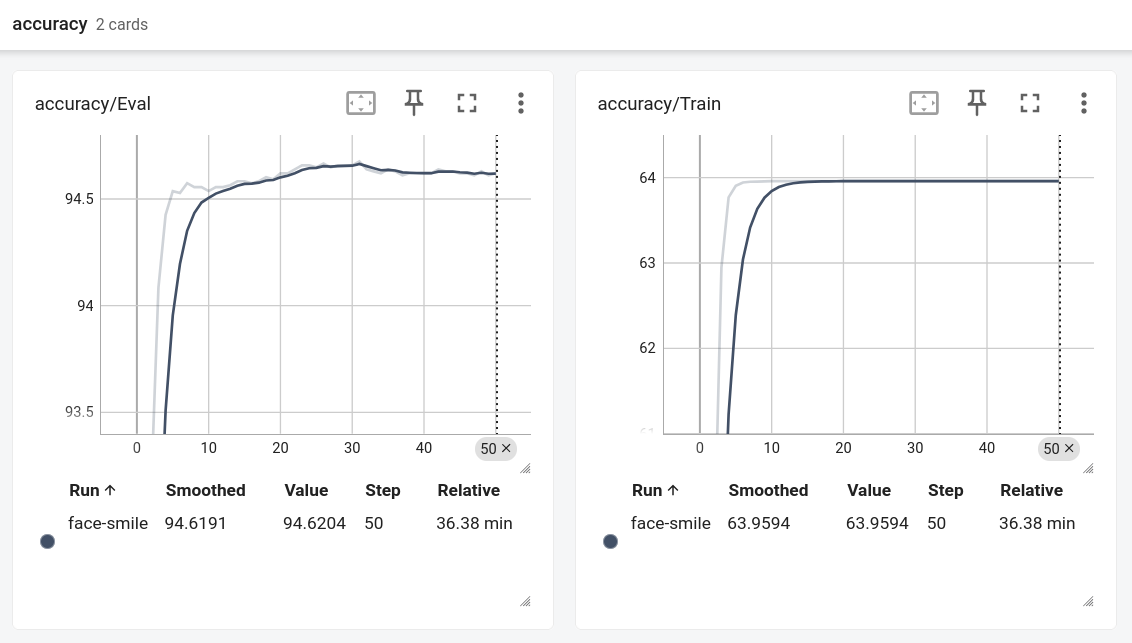 accuracy 2 cards
accuracy/Eval
94.5
94
93.5
0 10 20 30 40 50 ×
Run ↑ Smoothed Value Step Relative
face-smile 94.6191 94.6204 50 36.38 min
accuracy/Train
64
63
62
61
0 10 20 30 40 50 ×
Run ↑ Smoothed Value Step Relative
face-smile 63.9594 63.9594 50 36.38 min